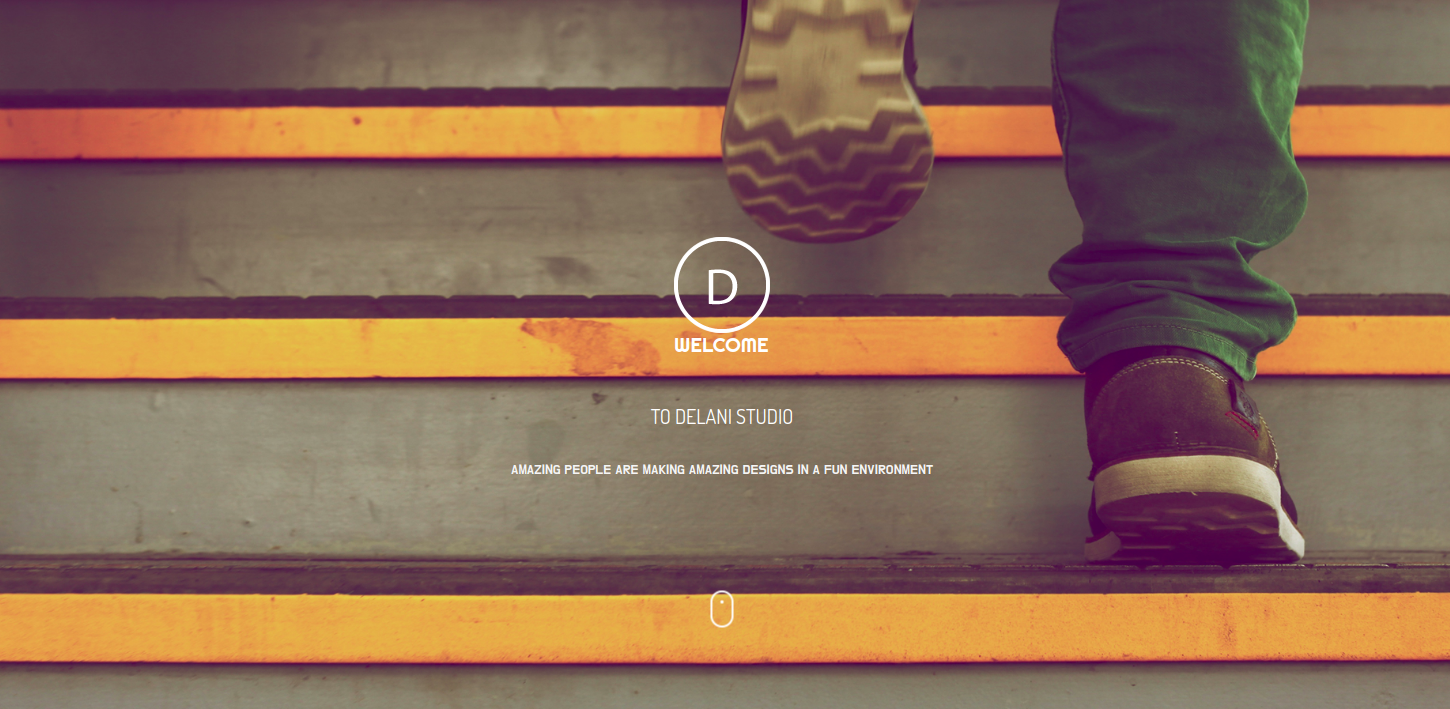 D
WELCOME
TO DELANI STUDIO
AMAZING PEOPLE ARE MAKING AMAZING DESIGNS IN A FUN ENVIRONMENT